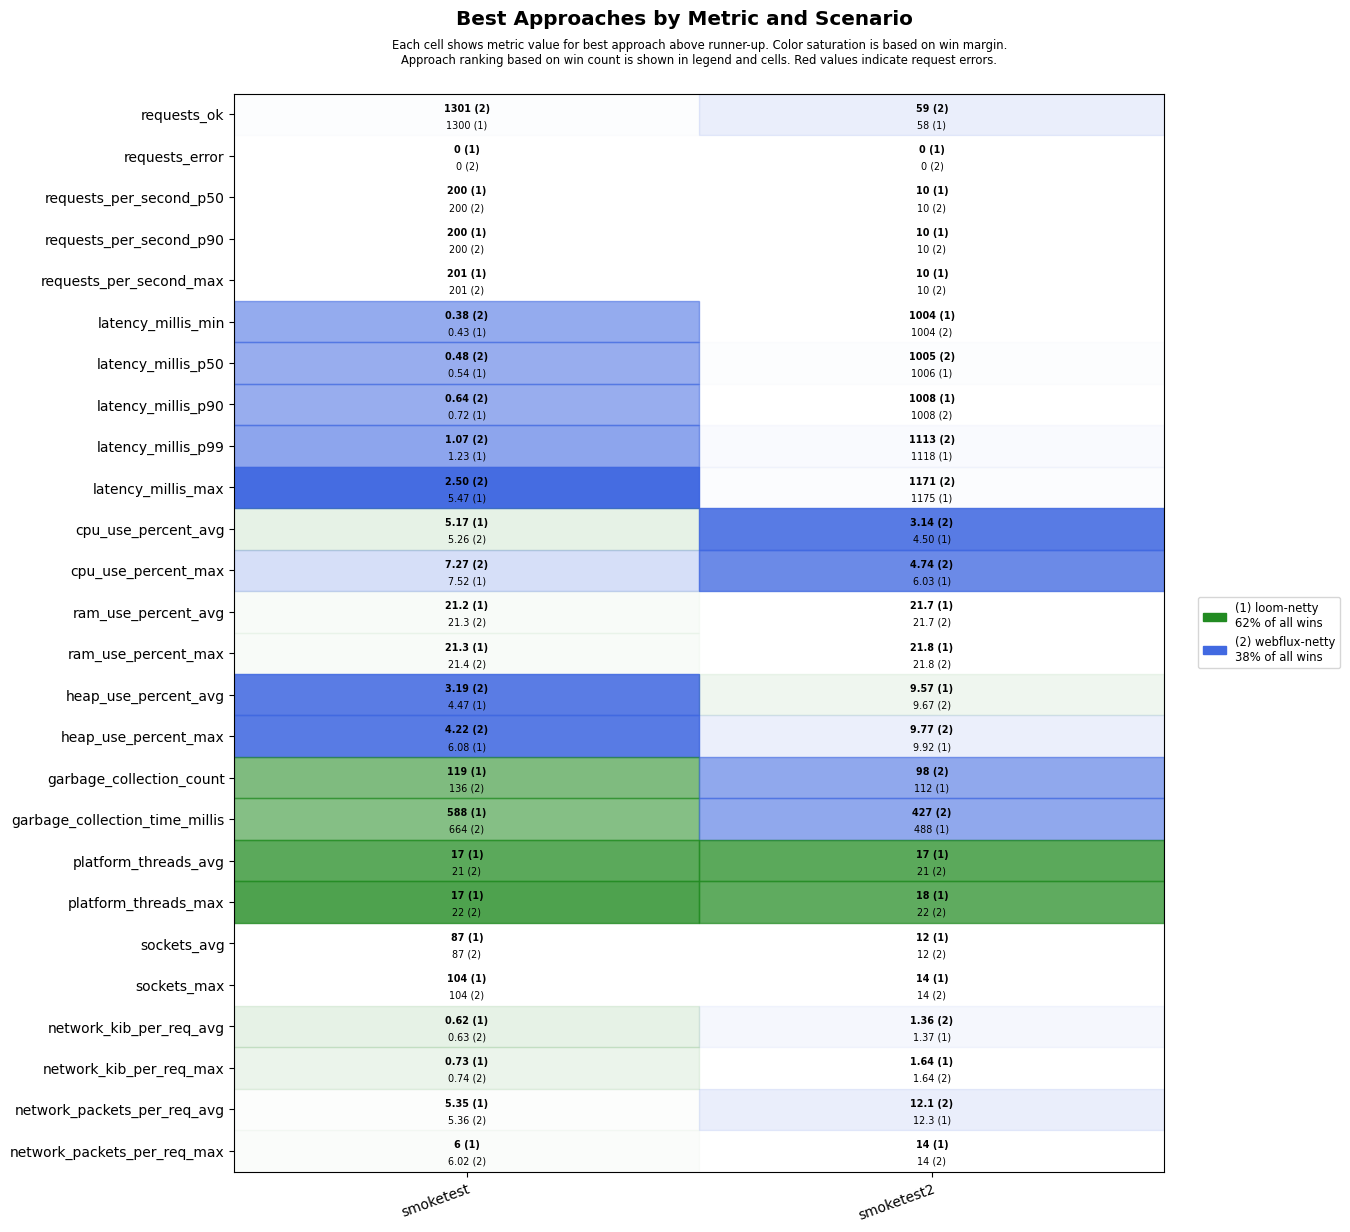 Best Approaches by Metric and Scenario
Each cell shows metric value for best approach above runner-up. Color saturation is based on win margin.
Approach ranking based on win count is shown in legend and cells. Red values indicate request errors.
requests_ok
1301 (2)
1300 (1)
59 (2)
58 (1)
requests_error
0 (1)
0 (2)
0 (1)
0 (2)
requests_per_second_p50
200 (1)
200 (2)
10 (1)
10 (2)
requests_per_second_p90
200 (1)
200 (2)
10 (1)
10 (2)
requests_per_second_max
201 (1)
201 (2)
10 (1)
10 (2)
latency_millis_min
0.38 (2)
0.43 (1)
1004 (1)
1004 (2)
latency_millis_p50
0.48 (2)
0.54 (1)
1005 (2)
1006 (1)
latency_millis_p90
0.64 (2)
0.72 (1)
1008 (1)
1008 (2)
latency_millis_p99
1.07 (2)
1.23 (1)
1113 (2)
1118 (1)
latency_millis_max
2.50 (2)
5.47 (1)
1171 (2)
1175 (1)
cpu_use_percent_avg
5.17 (1)
5.26 (2)
3.14 (2)
4.50 (1)
cpu_use_percent_max
7.27 (2)
7.52 (1)
4.74 (2)
6.03 (1)
ram_use_percent_avg
21.2 (1)
21.3 (2)
21.7 (1)
21.7 (2)
ram_use_percent_max
21.3 (1)
21.4 (2)
21.8 (1)
21.8 (2)
heap_use_percent_avg
3.19 (2)
4.47 (1)
9.57 (1)
9.67 (2)
heap_use_percent_max
4.22 (2)
6.08 (1)
9.77 (2)
9.92 (1)
garbage_collection_count
119 (1)
136 (2)
98 (2)
112 (1)
garbage_collection_time_millis
588 (1)
664 (2)
427 (2)
488 (1)
platform_threads_avg
17 (1)
21 (2)
17 (1)
21 (2)
platform_threads_max
17 (1)
22 (2)
18 (1)
22 (2)
sockets_avg
87 (1)
87 (2)
12 (1)
12 (2)
sockets_max
104 (1)
104 (2)
14 (1)
14 (2)
network_kib_per_req_avg
0.62 (1)
0.63 (2)
1.36 (2)
1.37 (1)
network_kib_per_req_max
0.73 (1)
0.74 (2)
1.64 (1)
1.64 (2)
network_packets_per_req_avg
5.35 (1)
5.36 (2)
12.1 (2)
12.3 (1)
network_packets_per_req_max
6 (1)
6.02 (2)
14 (1)
14 (2)
smoketest
smoketest2
(1) loom-netty
62% of all wins
(2) webflux-netty
38% of all wins